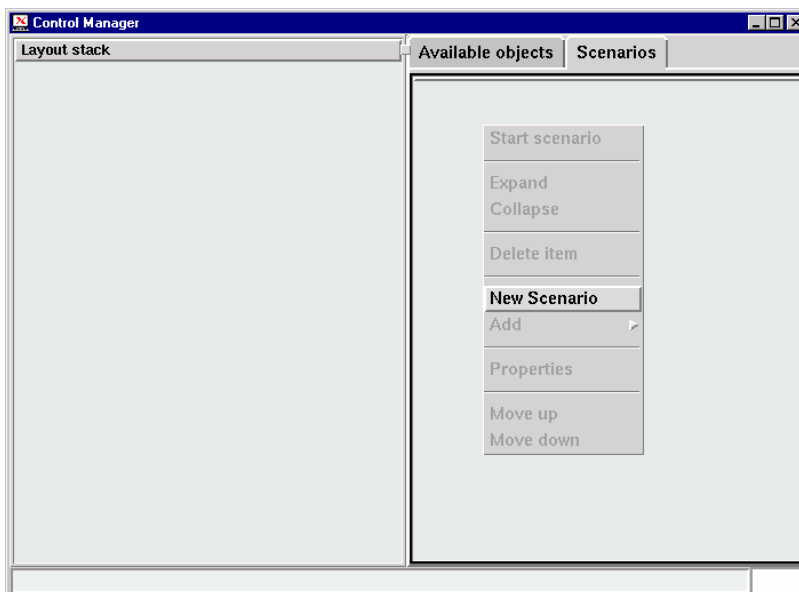 Control Manager
Layout stack
Available objects
Scenarios
Start scenario
Expand
Collapse
Delete item
New Scenario
Add
Properties
Move up
Move down